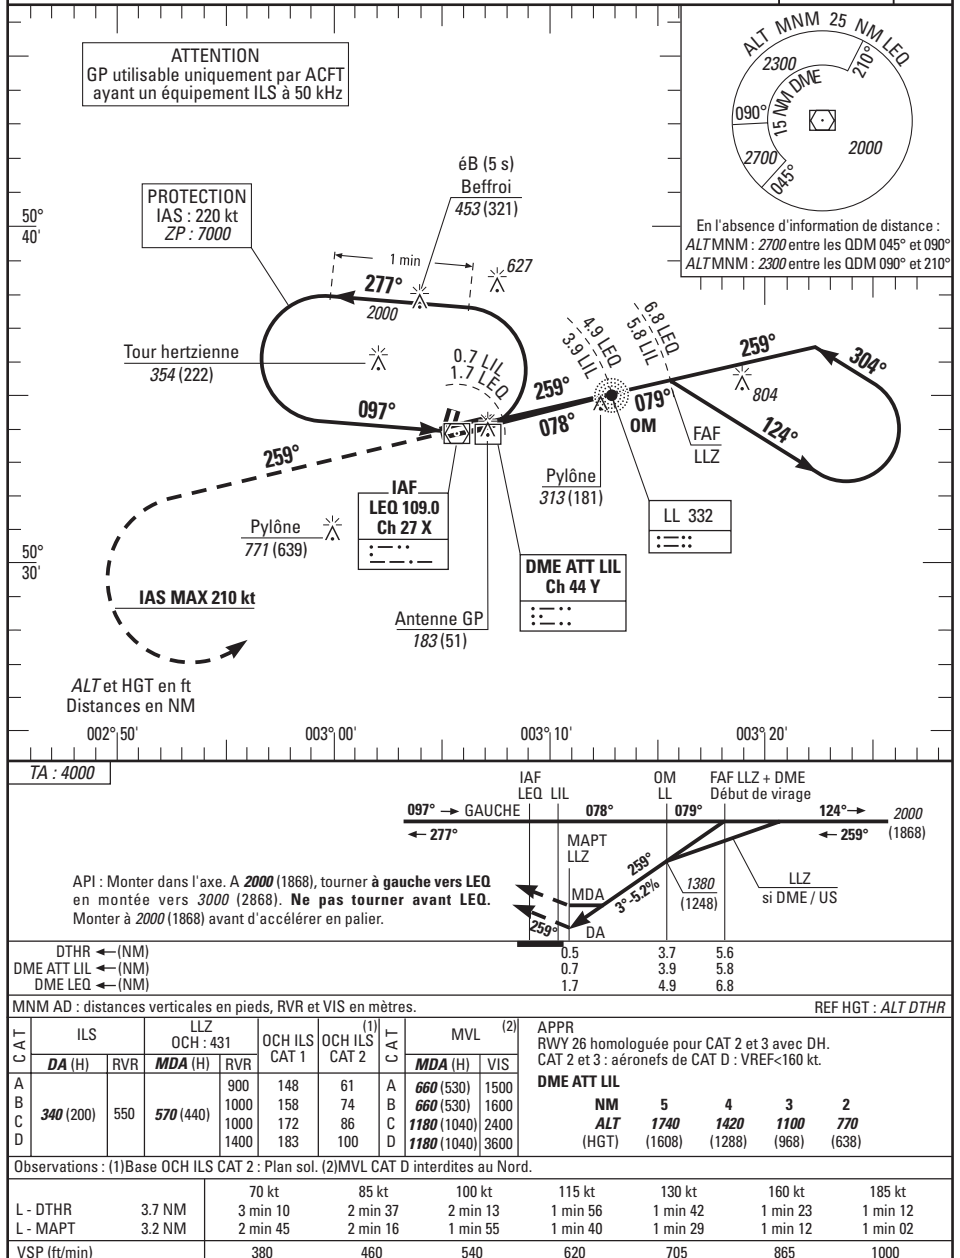 ATTENTION
GP utilisable uniquement par ACFT
ayant un équipement ILS à 50 kHz
ALT MNM 25 NM LEQ
2300
210°
15 NM DME
090°
2000
2700
045°
En l'absence d'information de distance :
ALT MNM : 2700 entre les QDM 045° et 090°
ALT MNM : 2300 entre les QDM 090° et 210°
éB (5 s)
Beffroi
453 (321)
PROTECTION
IAS : 220 kt
ZP : 7000
50°
40'
1 min
627
277°
2000
Tour hertzienne
354 (222)
0.7 LIL
1.7 LEQ
4.9 LEQ
3.9 LIL
6.8 LEQ
5.8 LIL
259°
304°
804
259°
097°
078°
079°
OM
124°
FAF
LLZ
259°
Pylône
313 (181)
IAF
LEQ 109.0
Ch 27 X
LL 332
Pylône
771 (639)
50°
30'
DME ATT LIL
Ch 44 Y
IAS MAX 210 kt
Antenne GP
183 (51)
ALT et HGT en ft
Distances en NM
002° 50' 003° 00' 003° 10' 003° 20'
TA : 4000
IAF OM FAF LLZ + DME
LEQ LIL LL Début de virage
097° → GAUCHE 078° 079° 124° → 2000
← 277° ← 259° (1868)
MAPT
LLZ
259°
3°-5.2%
1380
(1248)
LLZ
si DME / US
MDA
DA
259°
API : Monter dans l'axe. A 2000 (1868), tourner à gauche vers LEQ
en montée vers 3000 (2868). Ne pas tourner avant LEQ.
Monter à 2000 (1868) avant d'accélérer en palier.
DTHR ← (NM) 0.5 3.7 5.6
DME ATT LIL ← (NM) 0.7 3.9 5.8
DME LEQ ← (NM) 1.7 4.9 6.8
MNM AD : distances verticales en pieds, RVR et VIS en mètres. REF HGT : ALT DTHR
CAT ILS LLZ OCH : 431 OCH ILS CAT 1 OCH ILS CAT 2 (1) CAT MVL (2)
DA (H) RVR MDA (H) RVR MDA (H) VIS
A 900 148 61 A 660 (530) 1500
B 1000 158 74 B 660 (530) 1600
340 (200) 550 570 (440)
C 1000 172 86 C 1180 (1040) 2400
D 1400 183 100 D 1180 (1040) 3600
APPR
RWY 26 homologuée pour CAT 2 et 3 avec DH.
CAT 2 et 3 : aéronefs de CAT D : VREF<160 kt.
DME ATT LIL
NM 5 4 3 2
ALT 1740 1420 1100 770
(HGT) (1608) (1288) (968) (638)
Observations : (1)Base OCH ILS CAT 2 : Plan sol. (2)MVL CAT D interdites au Nord.
70 kt 85 kt 100 kt 115 kt 130 kt 160 kt 185 kt
L - DTHR 3.7 NM 3 min 10 2 min 37 2 min 13 1 min 56 1 min 42 1 min 23 1 min 12
L - MAPT 3.2 NM 2 min 45 2 min 16 1 min 55 1 min 40 1 min 29 1 min 12 1 min 02
VSP (ft/min) 380 460 540 620 705 865 1000